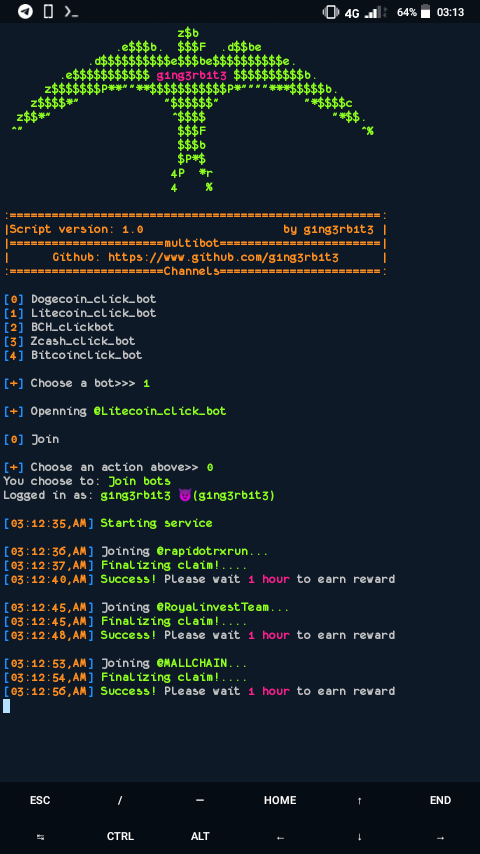 4G 64% 03:13
z$b
.e$$$b. $$$F .d$$be
.d$$$$$$$$$$e$$$be$$$$$$$$$$e.
.e$$$$$$$$$$$ ging3rbit3 $$$$$$$$$$b.
z$$$$$$$P**""**$$$$$$$$$$$P*""""***$$$$$b.
z$$$$*" "$$$$$$" "*$$$$c
z$$*" ^$$$$ "*$$.
^" $$$F ^%
$$$b
$P*$
4P *r
4 %
:=====================================================:
|Script version: 1.0 by ging3rbit3 |
|======================multibot=======================|
| Github: https://www.github.com/ging3rbit3 |
:======================Channels=======================:
[0] Dogecoin_click_bot
[1] Litecoin_click_bot
[2] BCH_clickbot
[3] Zcash_click_bot
[4] Bitcoinclick_bot
[+] Choose a bot>>> 1
[+] Openning @Litecoin_click_bot
[0] Join
[+] Choose an action above>> 0
You choose to: Join bots
Logged in as: ging3rbit3 😈(ging3rbit3)
[03:12:35,AM] Starting service
[03:12:36,AM] Joining @rapidotrxrun...
[03:12:37,AM] Finalizing claim!....
[03:12:40,AM] Success! Please wait 1 hour to earn reward
[03:12:45,AM] Joining @RoyalinvestTeam...
[03:12:45,AM] Finalizing claim!....
[03:12:48,AM] Success! Please wait 1 hour to earn reward
[03:12:53,AM] Joining @MALLCHAIN...
[03:12:54,AM] Finalizing claim!....
[03:12:56,AM] Success! Please wait 1 hour to earn reward
ESC / — HOME ↑ END
↹ CTRL ALT ← ↓ →